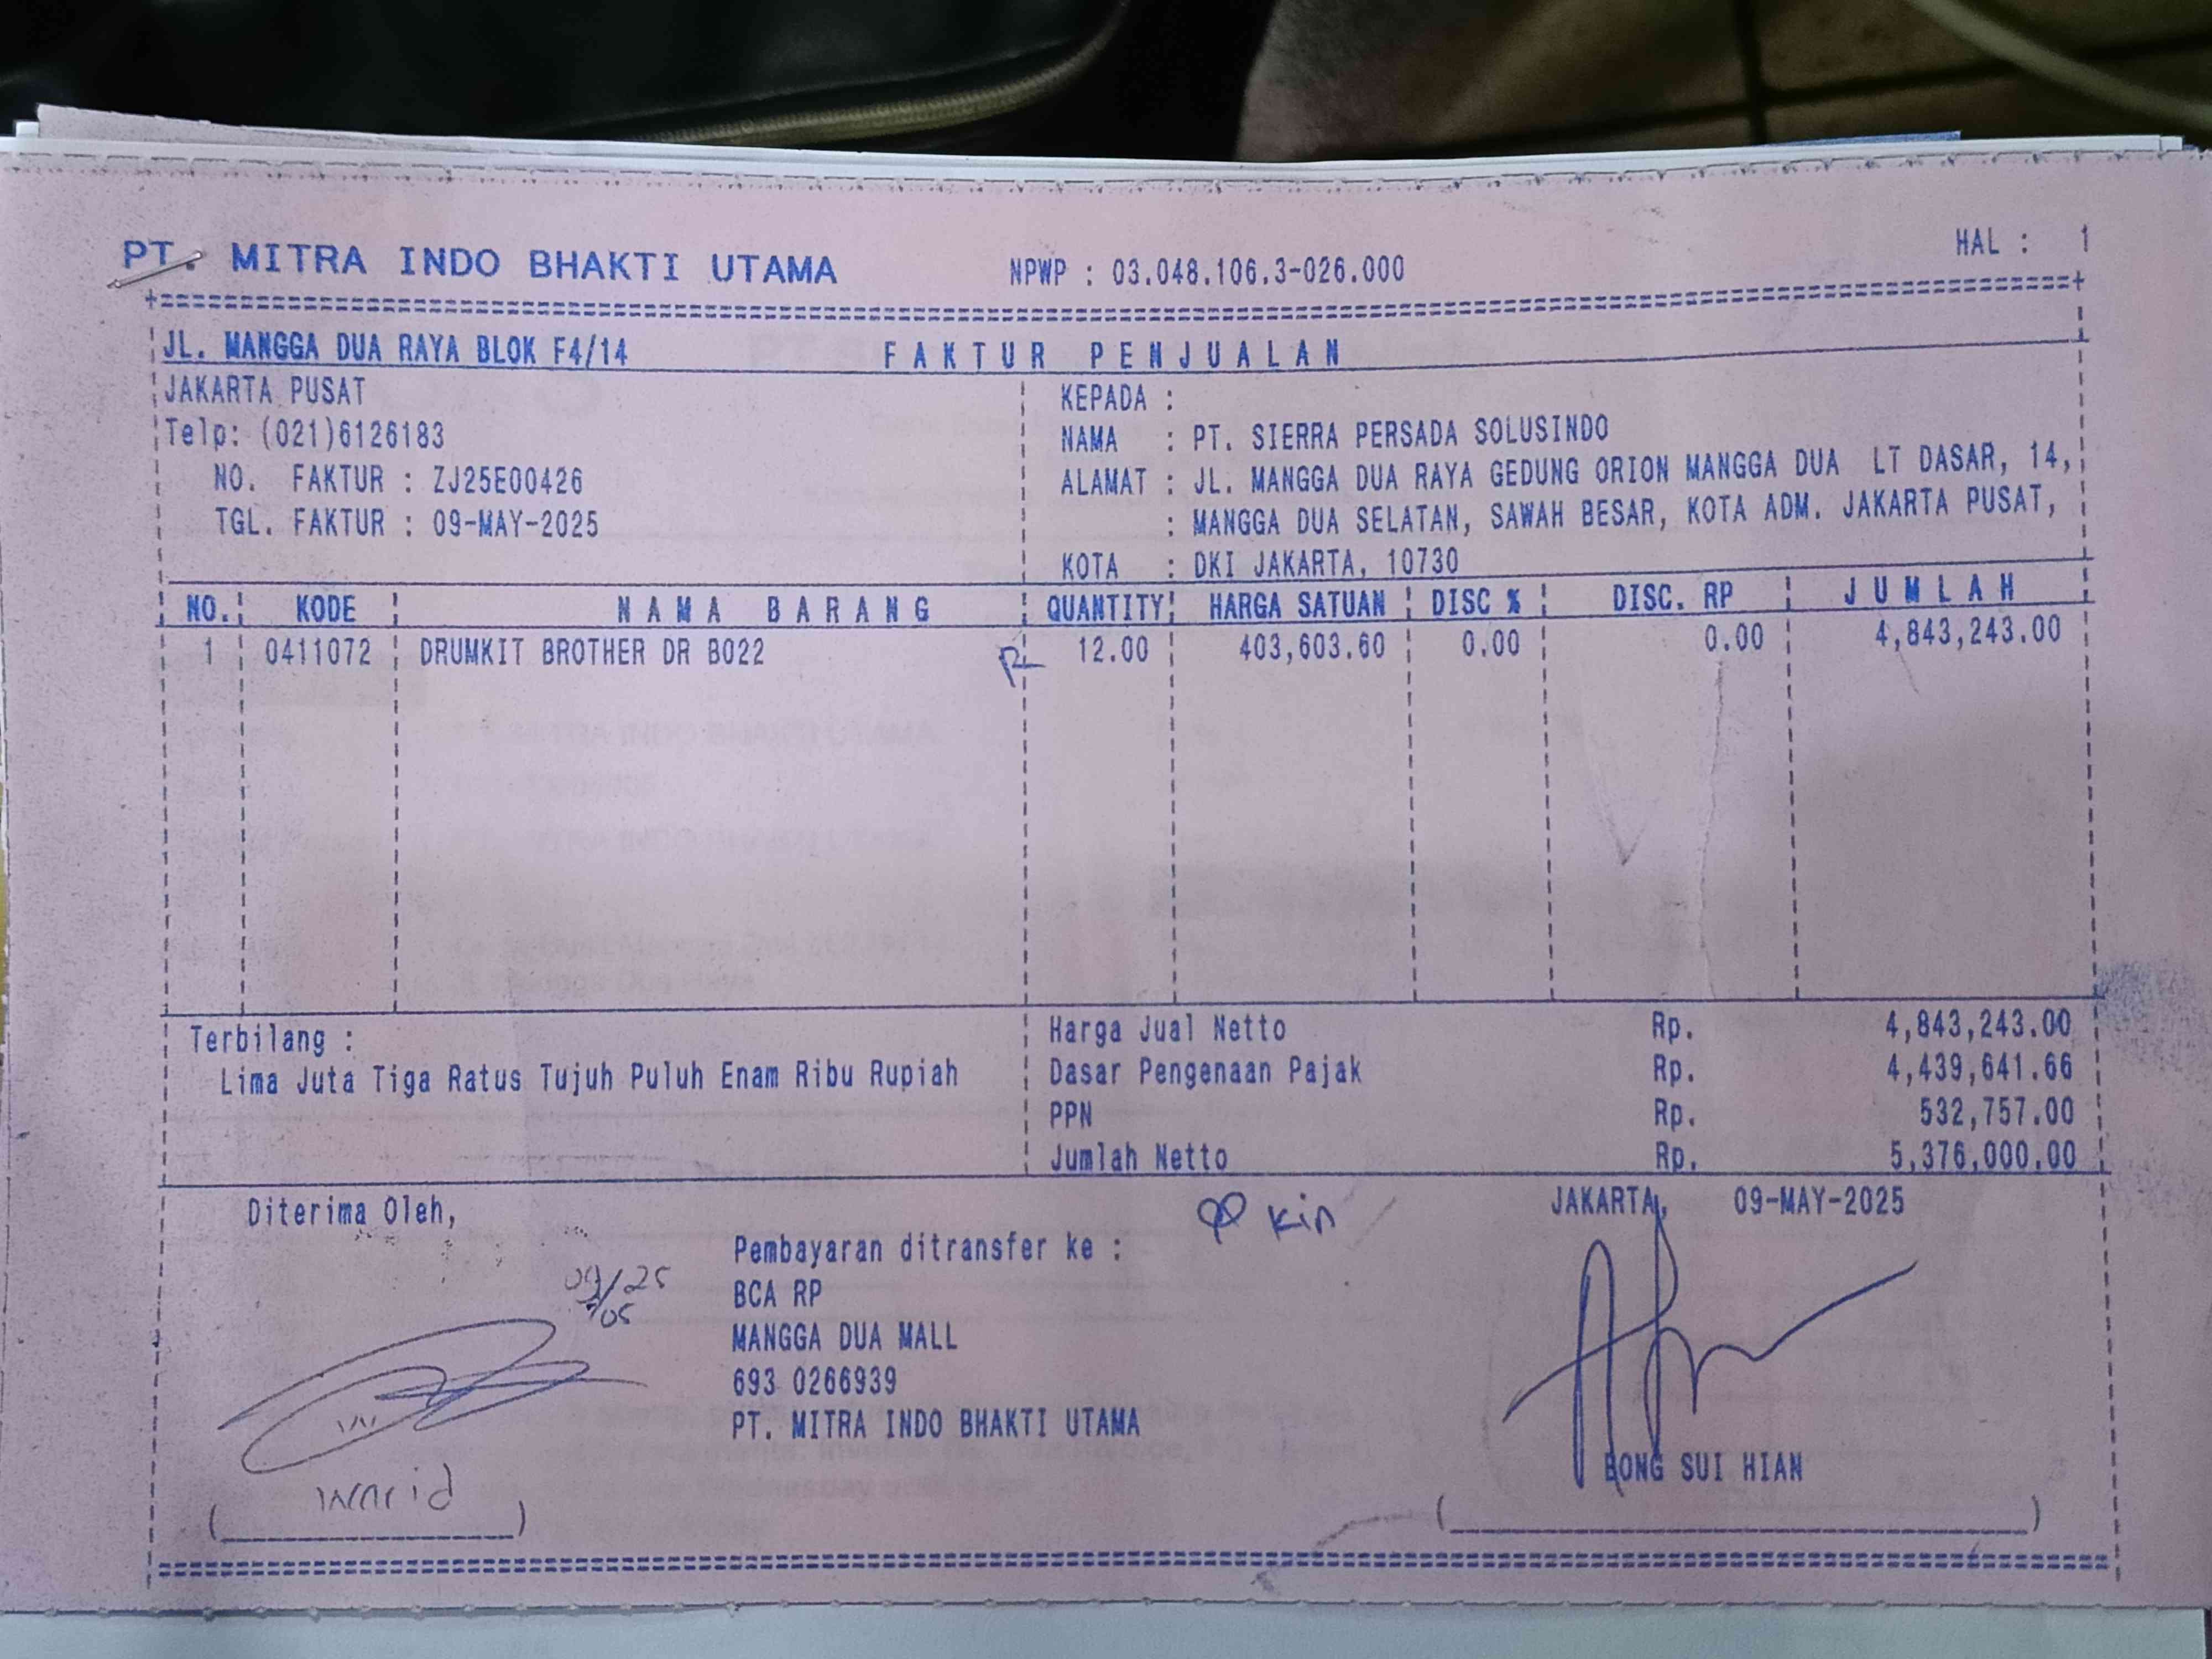 PT. MITRA INDO BHAKTI UTAMA NPWP : 03.048.106.3-026.000 HAL : 1
JL. MANGGA DUA RAYA BLOK F4/14 FAKTUR PENJUALAN
JAKARTA PUSAT
Telp: (021)6126183
NO. FAKTUR : ZJ25E00426
TGL. FAKTUR : 09-MAY-2025
KEPADA :
NAMA : PT. SIERRA PERSADA SOLUSINDO
ALAMAT : JL. MANGGA DUA RAYA GEDUNG ORION MANGGA DUA LT DASAR, 14,
: MANGGA DUA SELATAN, SAWAH BESAR, KOTA ADM. JAKARTA PUSAT,
KOTA : DKI JAKARTA, 10730
NO. KODE NAMA BARANG QUANTITY HARGA SATUAN DISC % DISC. RP JUMLAH
1 0411072 DRUMKIT BROTHER DR B022 12.00 403,603.60 0.00 0.00 4,843,243.00
Terbilang :
Lima Juta Tiga Ratus Tujuh Puluh Enam Ribu Rupiah
Harga Jual Netto Rp. 4,843,243.00
Dasar Pengenaan Pajak Rp. 4,439,641.66
PPN Rp. 532,757.00
Jumlah Netto Rp. 5,376,000.00
Diterima Oleh,
09/25
/05
Pembayaran ditransfer ke :
BCA RP
MANGGA DUA MALL
693 0266939
PT. MITRA INDO BHAKTI UTAMA
Kin
JAKARTA, 09-MAY-2025
BONG SUI HIAN